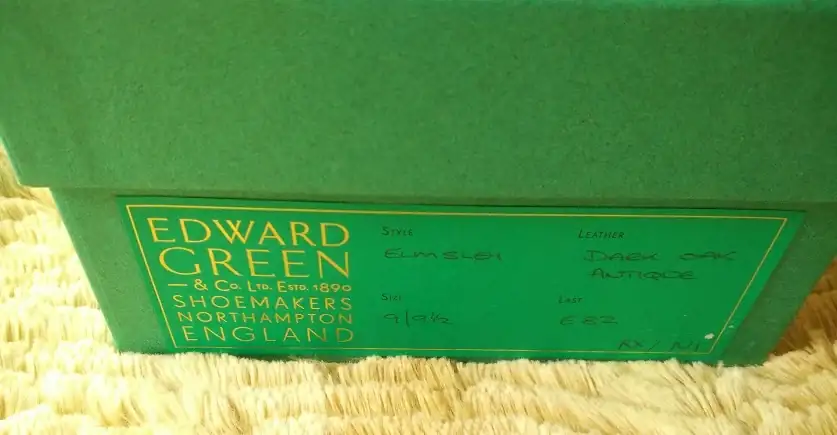 EDWARD
GREEN
— & Co. Ltd. Estd. 1890
SHOEMAKERS
NORTHAMPTON
ENGLAND
Style
ELMSLEY
Leather
DARK OAK
ANTIQUE
Size
9/9½
Last
E82